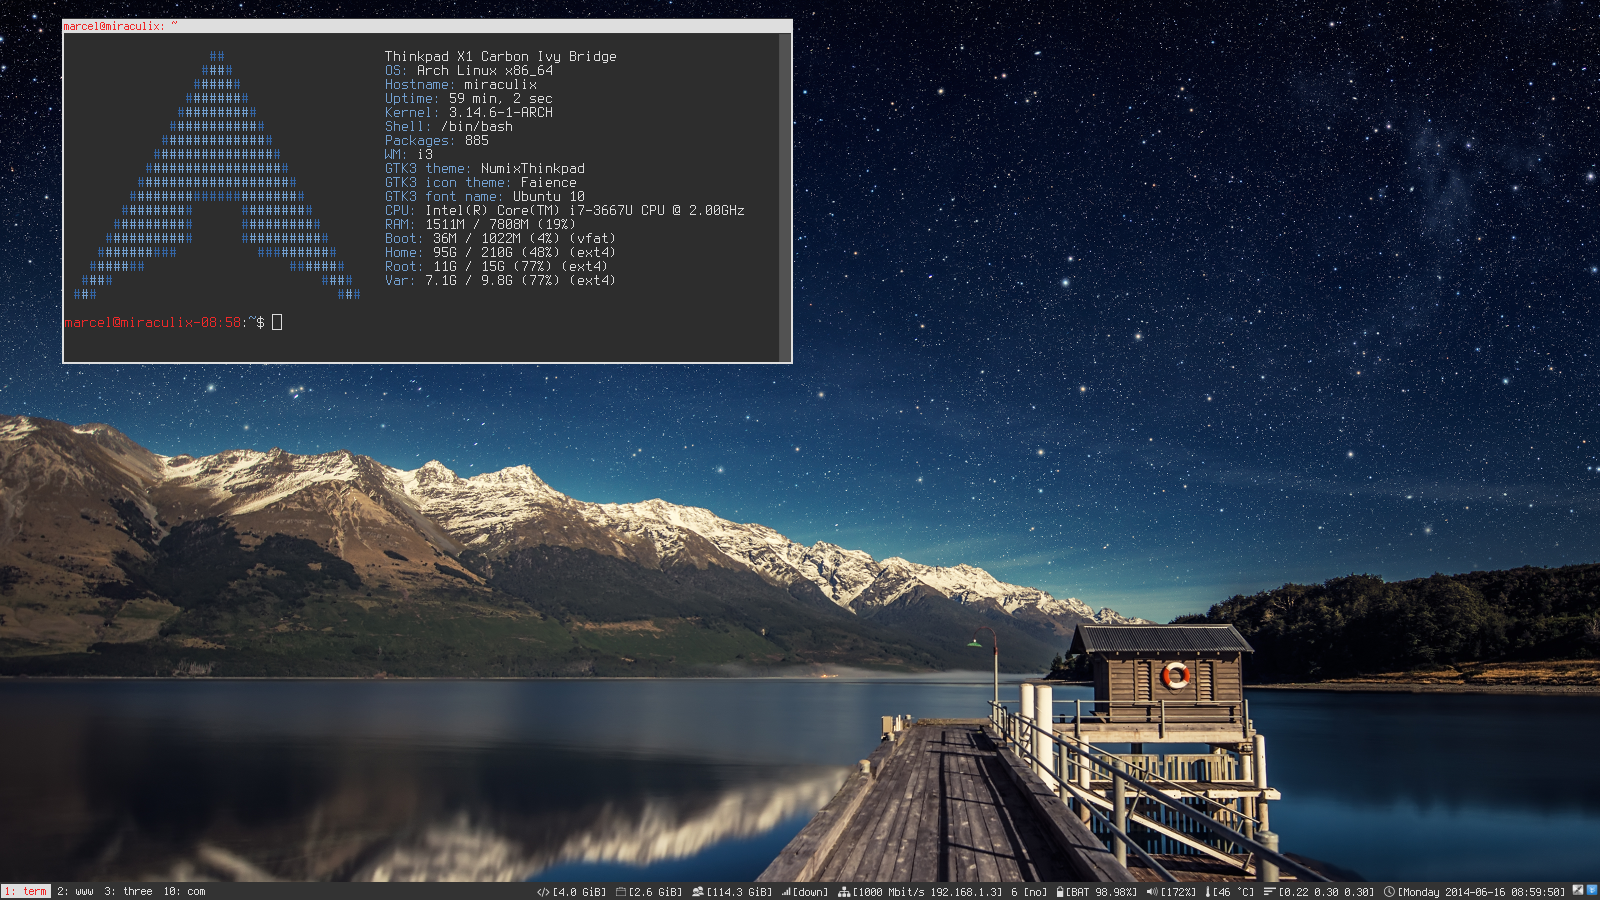 marcel@miraculix: ~
Thinkpad X1 Carbon Ivy Bridge
OS: Arch Linux x86_64
Hostname: miraculix
Uptime: 59 min, 2 sec
Kernel: 3.14.6-1-ARCH
Shell: /bin/bash
Packages: 885
WM: i3
GTK3 theme: NumixThinkpad
GTK3 icon theme: Faience
GTK3 font name: Ubuntu 10
CPU: Intel(R) Core(TM) i7-3667U CPU @ 2.00GHz
RAM: 1511M / 7808M (19%)
Boot: 36M / 1022M (4%) (vfat)
Home: 95G / 210G (48%) (ext4)
Root: 11G / 15G (77%) (ext4)
Var: 7.1G / 9.8G (77%) (ext4)
marcel@miraculix-08:58:~$
1: term 2: www 3: three 10: com </>[4.0 GiB] [2.6 GiB] [114.3 GiB] [down] [1000 Mbit/s 192.168.1.3] 6 [no] [BAT 98.98%] [172%] [46 °C] [0.22 0.30 0.30] [Monday 2014-06-16 08:59:50]